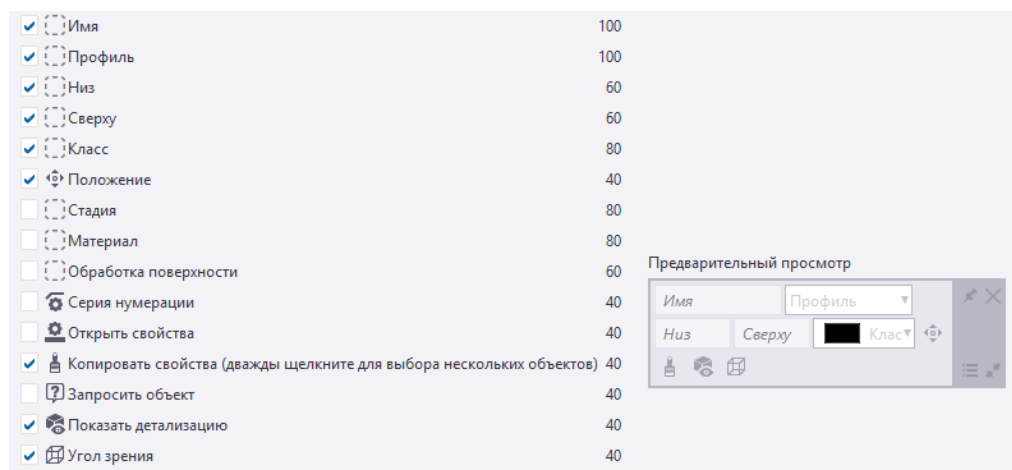 Имя 100
Профиль 100
Низ 60
Сверху 60
Класс 80
Положение 40
Стадия 80
Материал 80
Обработка поверхности 60
Серия нумерации 40
Открыть свойства 40
Копировать свойства (дважды щелкните для выбора нескольких объектов) 40
Запросить объект 40
Показать детализацию 40
Угол зрения 40
Предварительный просмотр
Имя Профиль
Низ Сверху Клас